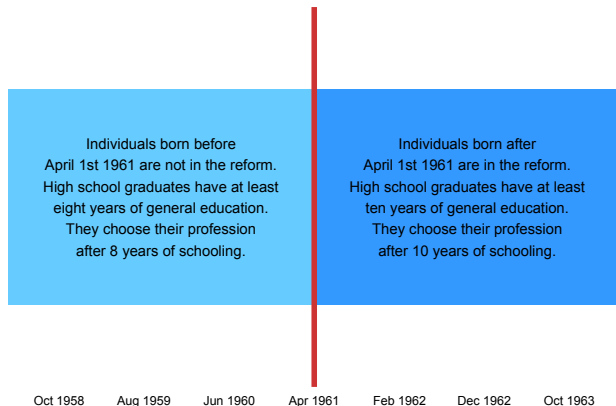 Individuals born before
April 1st 1961 are not in the reform.
High school graduates have at least
eight years of general education.
They choose their profession
after 8 years of schooling.
Individuals born after
April 1st 1961 are in the reform.
High school graduates have at least
ten years of general education.
They choose their profession
after 10 years of schooling.
Oct 1958 Aug 1959 Jun 1960 Apr 1961 Feb 1962 Dec 1962 Oct 1963